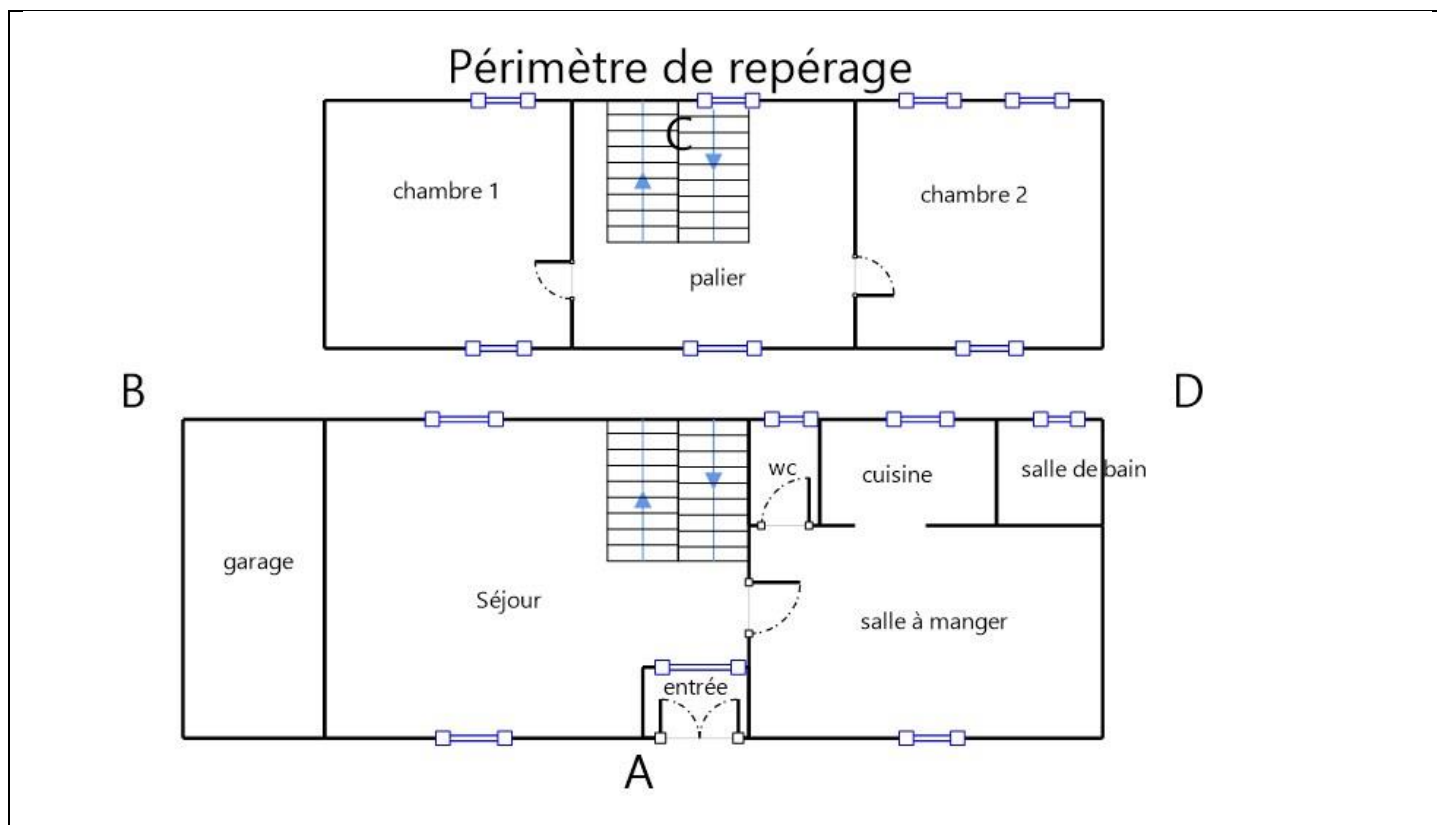 Périmètre de repérage
C
chambre 1
chambre 2
palier
B
D
wc
cuisine
salle de bain
garage
Séjour
salle à manger
entrée
A